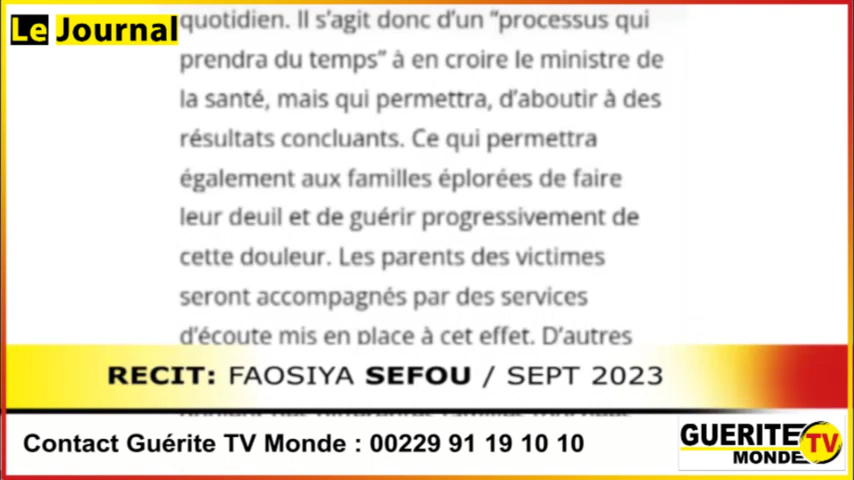 Le Journal
quotidien. Il s'agit donc d'un "processus qui
prendra du temps" à en croire le ministre de
la santé, mais qui permettra, d'aboutir à des
résultats concluants. Ce qui permettra
également aux familles éplorées de faire
leur deuil et de guérir progressivement de
cette douleur. Les parents des victimes
seront accompagnés par des services
d'écoute mis en place à cet effet. D'autres
RECIT: FAOSIYA SEFOU / SEPT 2023
Contact Guérite TV Monde : 00229 91 19 10 10
GUERITE TV
MONDE